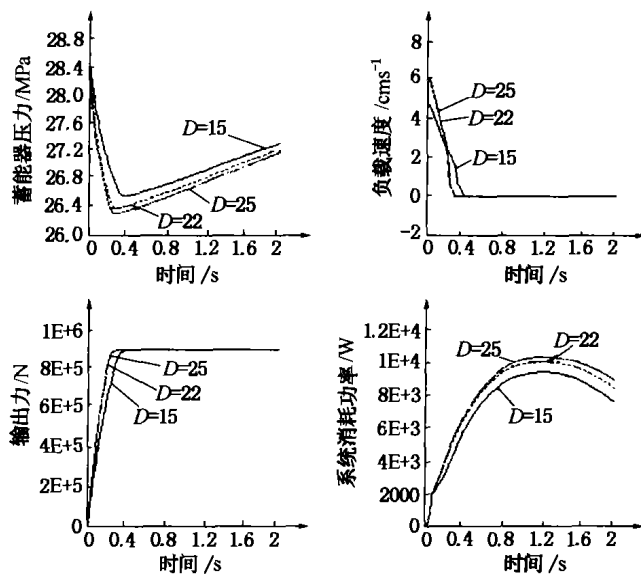 蓄能器压力/MPa
28.8
28.4
28.0
27.6
27.2
26.8
26.4
26.0
D=15
D=25
D=22
0 0.4 0.8 1.2 1.6 2
时间/s
负载速度/cms⁻¹
8
6
4
2
0
-2
D=25
D=22
D=15
0 0.4 0.8 1.2 1.6 2
时间/s
输出力/N
1E+6
8E+5
6E+5
4E+5
2E+5
0
D=25
D=22
D=15
0 0.4 0.8 1.2 1.6 2
时间/s
系统消耗功率/W
1.2E+4
1E+4
8E+3
6E+3
4E+3
2000
0
D=25
D=22
D=15
0 0.4 0.8 1.2 1.6 2
时间/s